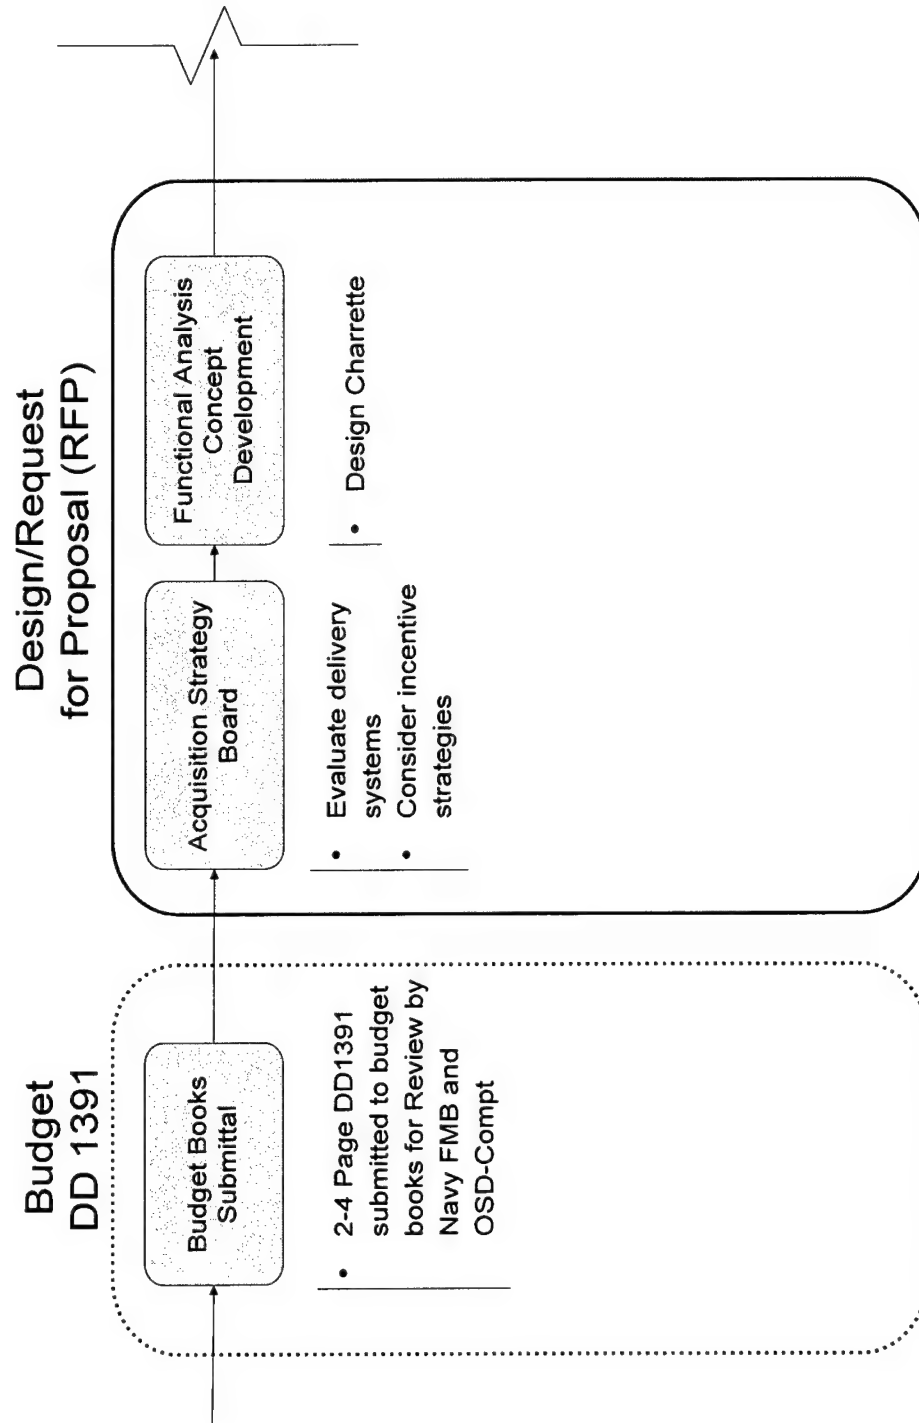 Budget
DD 1391
Budget Books
Submittal
• 2-4 Page DD1391
submitted to budget
books for Review by
Navy FMB and
OSD-Compt
Design/Request
for Proposal (RFP)
Acquisition Strategy
Board
• Evaluate delivery
systems
• Consider incentive
strategies
Functional Analysis
Concept
Development
• Design Charrette